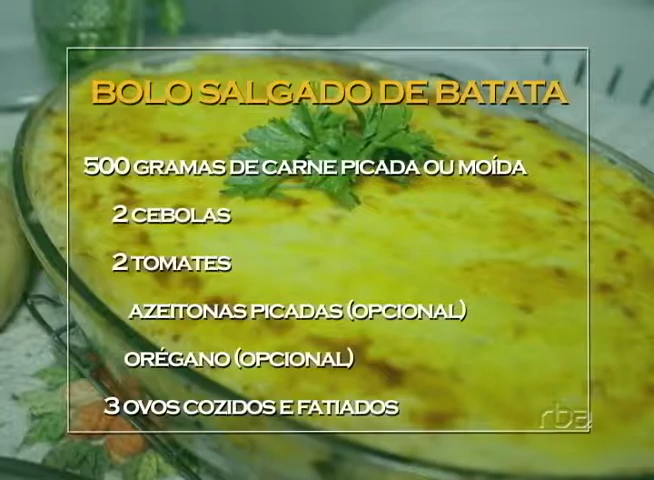 BOLO SALGADO DE BATATA
500 GRAMAS DE CARNE PICADA OU MOÍDA
2 CEBOLAS
2 TOMATES
AZEITONAS PICADAS (OPCIONAL)
ORÉGANO (OPCIONAL)
3 OVOS COZIDOS E FATIADOS
rba